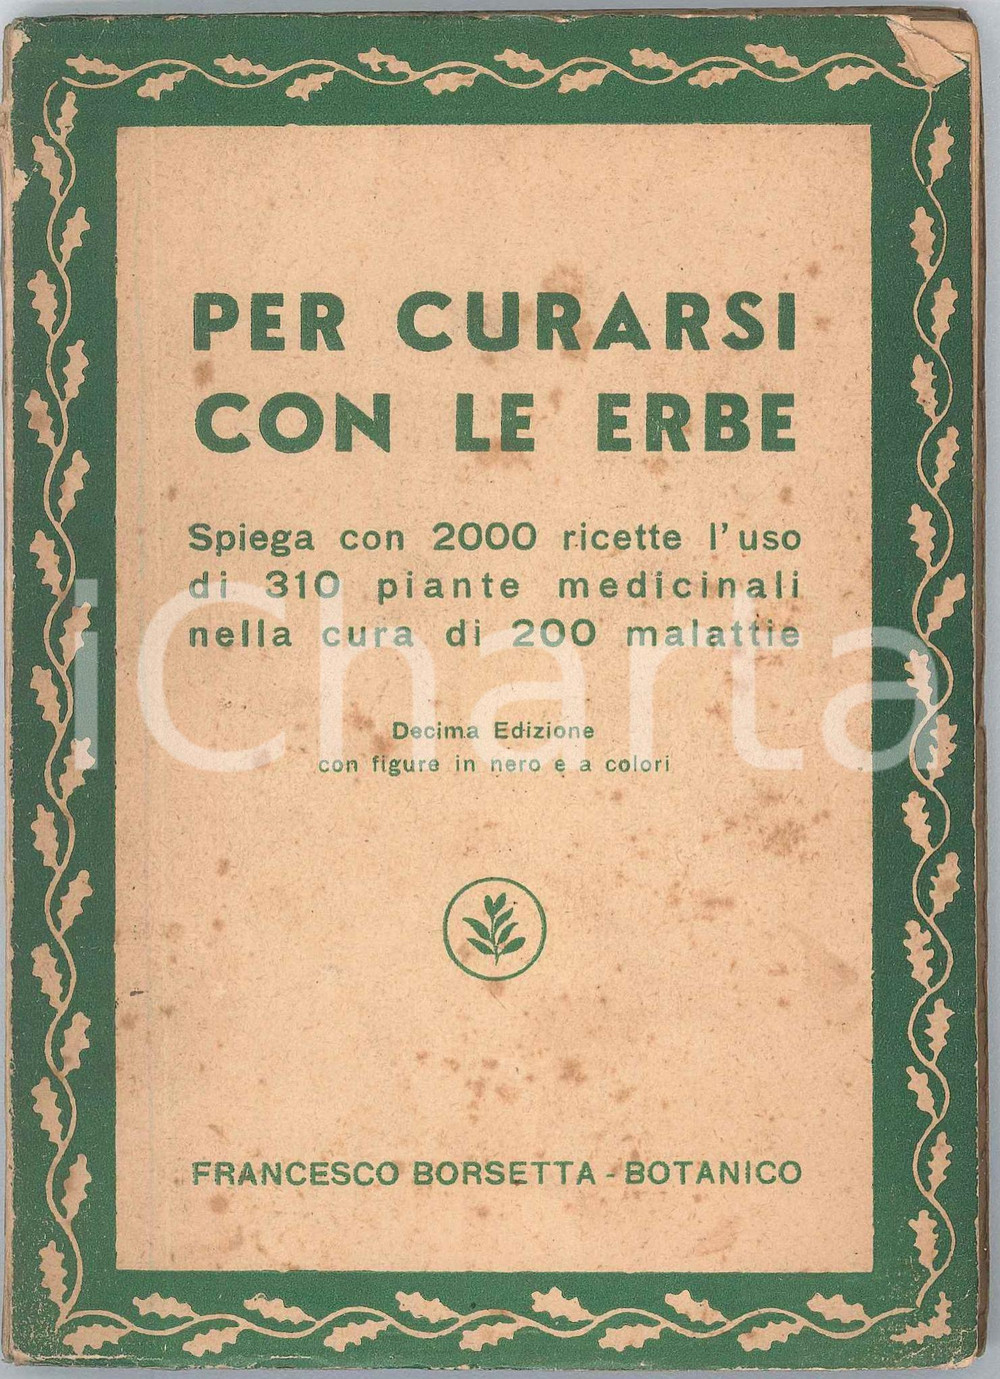 PER CURARSI
CON LE ERBE
Spiega con 2000 ricette l'uso
di 310 piante medicinali
nella cura di 200 malattie
iCharta
Decima Edizione
con figure in nero e a colori
FRANCESCO BORSETTA - BOTANICO